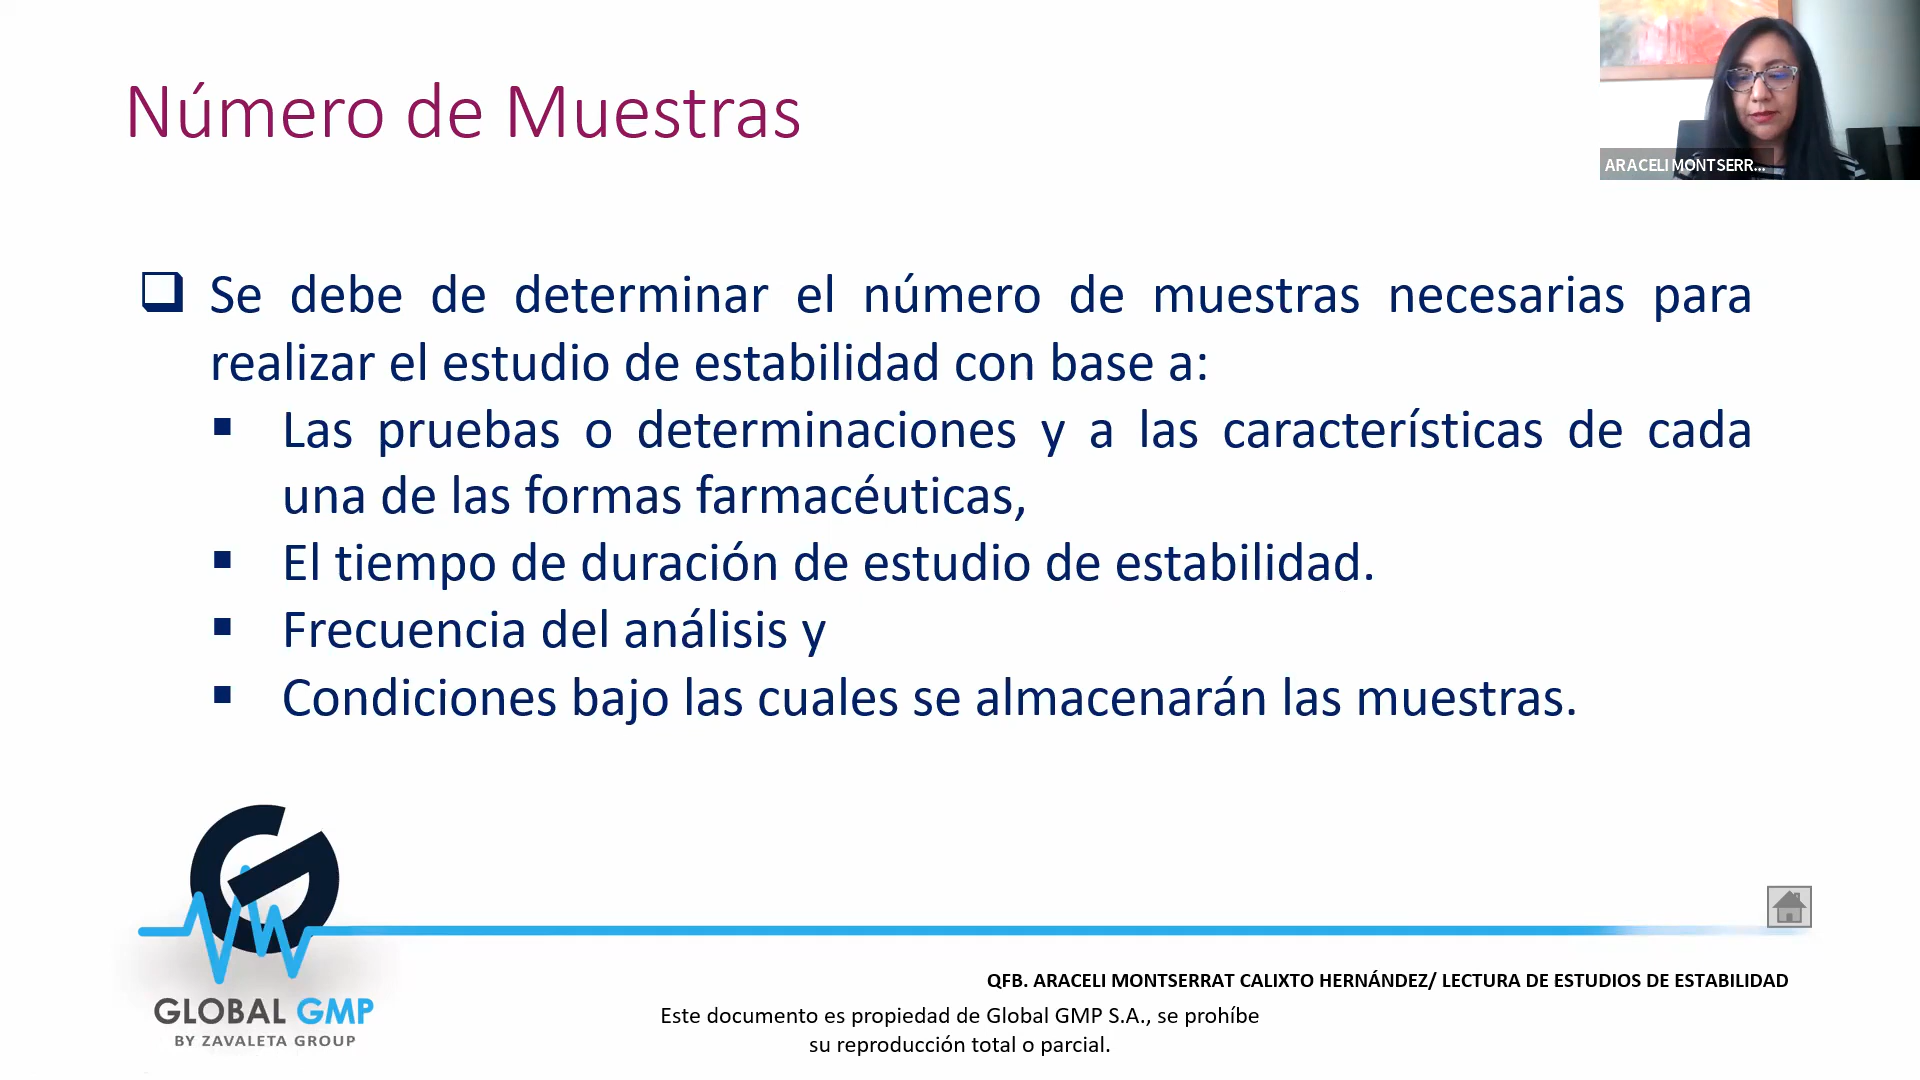 Número de Muestras
ARACELI MONTSERR...
Se debe de determinar el número de muestras necesarias para
realizar el estudio de estabilidad con base a:
Las pruebas o determinaciones y a las características de cada
una de las formas farmacéuticas,
El tiempo de duración de estudio de estabilidad.
Frecuencia del análisis y
Condiciones bajo las cuales se almacenarán las muestras.
GLOBAL GMP
BY ZAVALETA GROUP
QFB. ARACELI MONTSERRAT CALIXTO HERNÁNDEZ/ LECTURA DE ESTUDIOS DE ESTABILIDAD
Este documento es propiedad de Global GMP S.A., se prohíbe
su reproducción total o parcial.